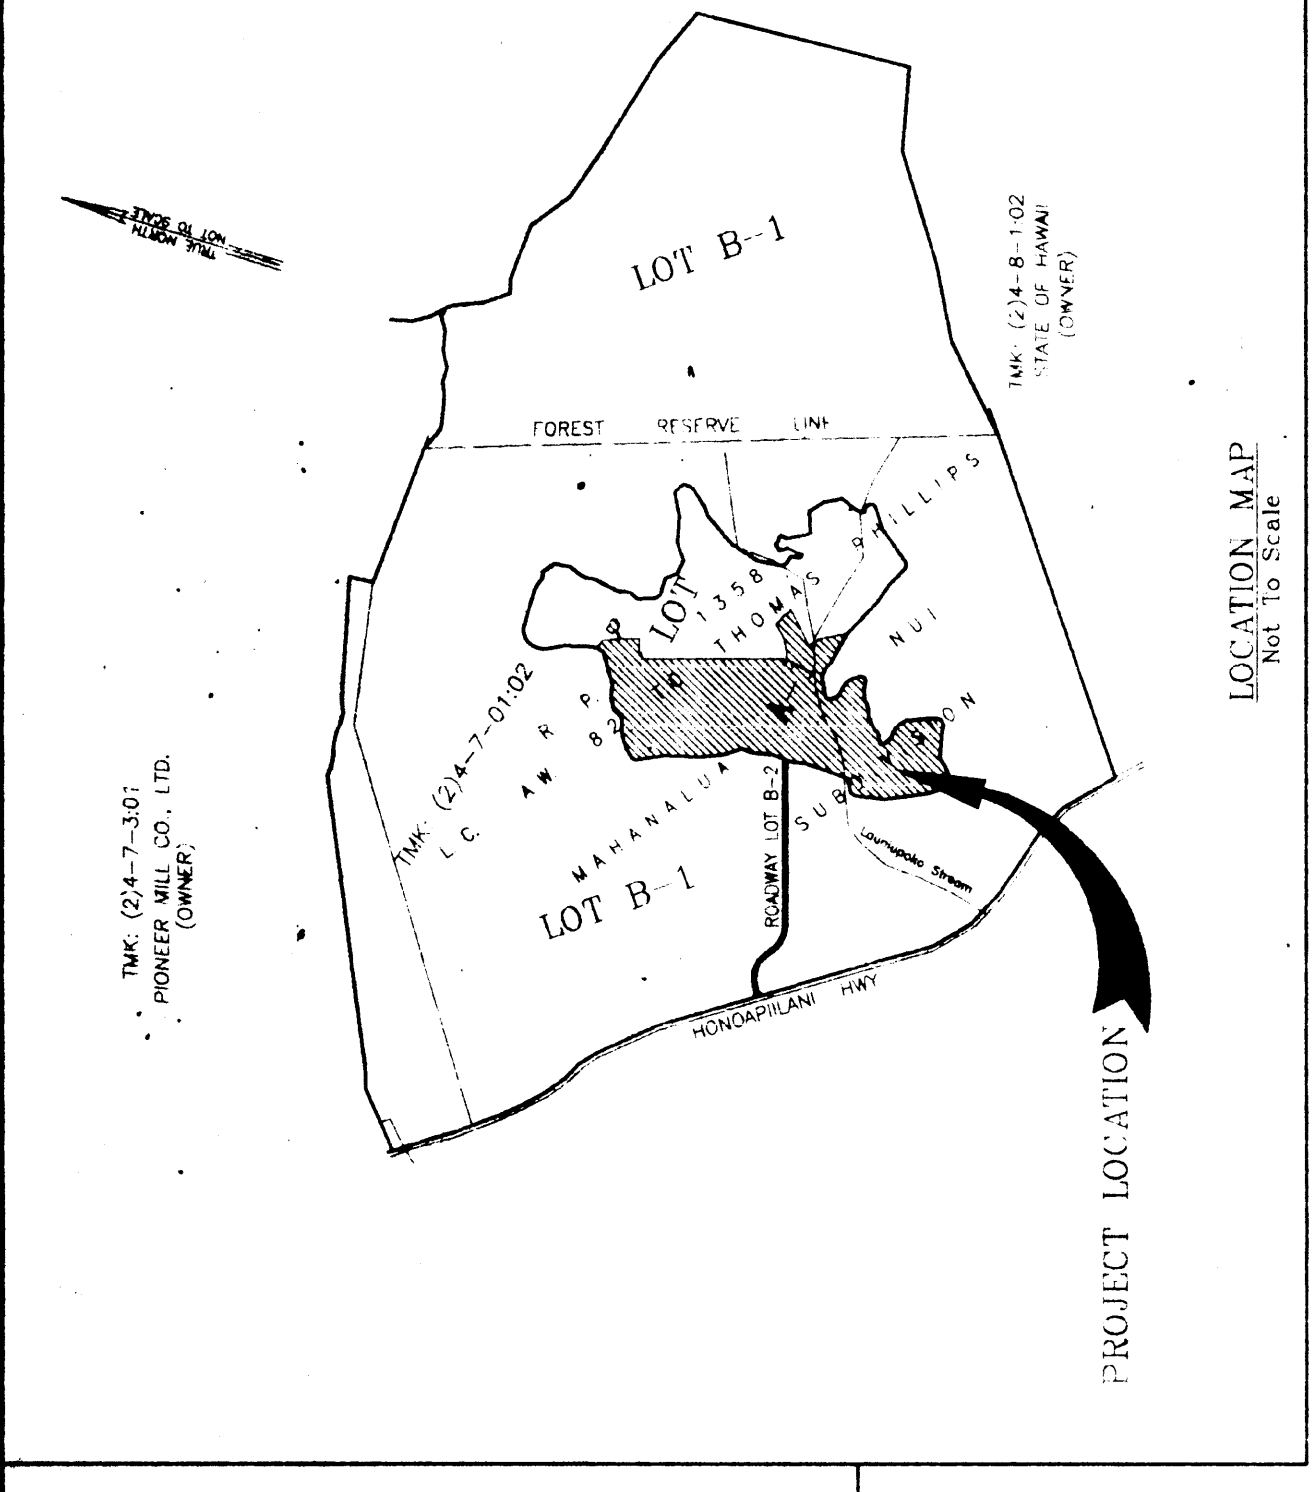 TRUE NORTH
NOT TO SCALE
LOT B-1
TMK: (2)4-8-1:02
STATE OF HAWAII
(OWNER)
FOREST RESERVE LINE
LOCATION MAP
Not To Scale
LOT
A-1
TMK: (2)4-7-01:02
R. P. 82 TO THOMAS PHILLIPS
L. C. AW. 1358
MAHANALUA NUI
SUBDIVISION
TMK: (2)4-7-3:01
PIONEER MILL CO., LTD.
(OWNER)
LOT B-1
ROADWAY LOT B-2
Launiupoko Stream
HONOAPIILANI HWY
PROJECT LOCATION